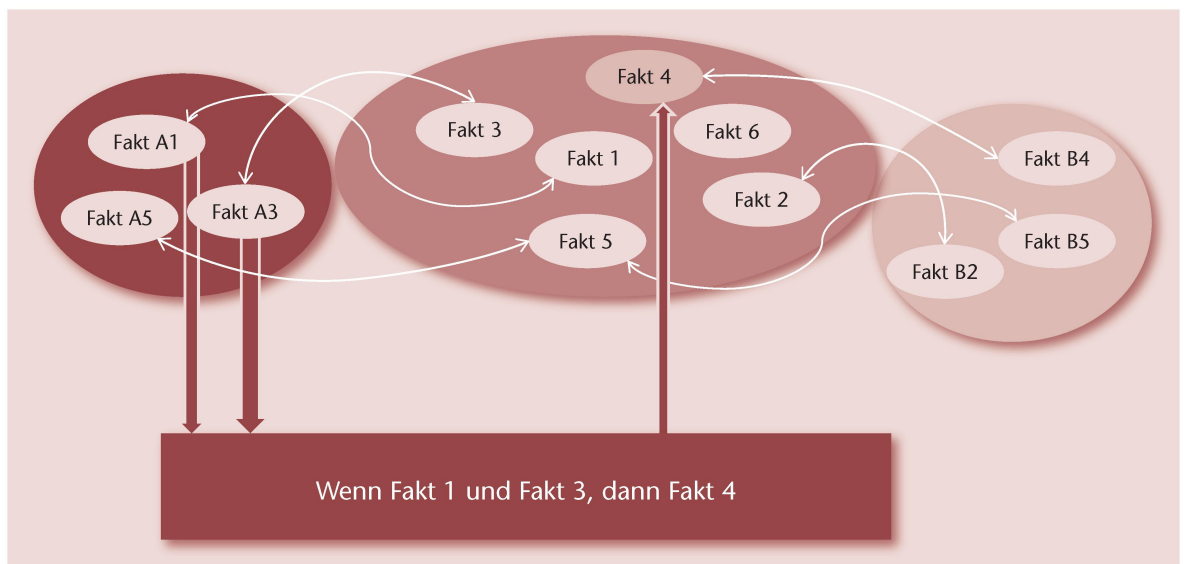 Fakt A1
Fakt A5
Fakt A3
Fakt 3
Fakt 4
Fakt 1
Fakt 6
Fakt 2
Fakt 5
Fakt B4
Fakt B5
Fakt B2
Wenn Fakt 1 und Fakt 3, dann Fakt 4